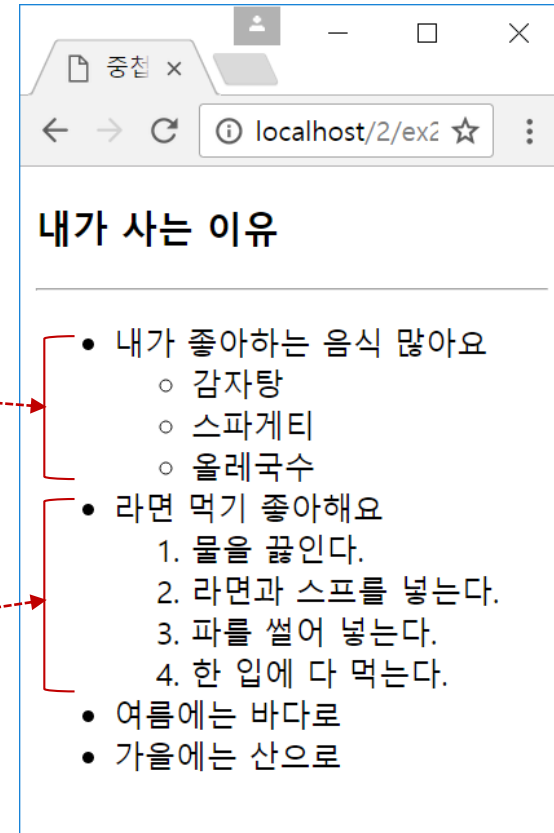 중첩
localhost/2/ex2
내가 사는 이유
내가 좋아하는 음식 많아요
감자탕
스파게티
올레국수
라면 먹기 좋아해요
1. 물을 끓인다.
2. 라면과 스프를 넣는다.
3. 파를 썰어 넣는다.
4. 한 입에 다 먹는다.
여름에는 바다로
가을에는 산으로